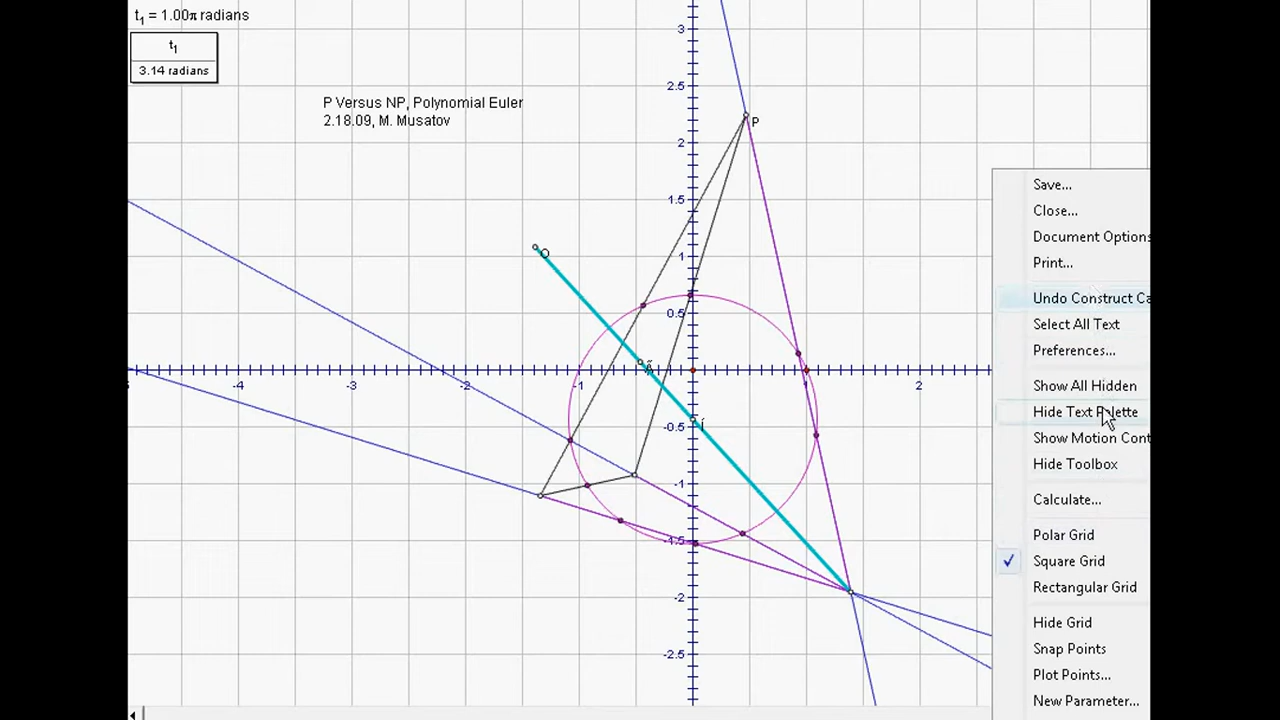 t1 = 1.00π radians
t1
3.14 radians
P Versus NP, Polynomial Euler
2.18.09, M. Musatov
3
2.5
2
1.5
1
0.5
-0.5
-1
-1.5
-2
-2.5
-4
-3
-2
-1
1
P
O
Í
Save...
Close...
Document Options
Print...
Undo Construct Ca
Select All Text
Preferences...
Show All Hidden
Hide Text Palette
Show Motion Cont
Hide Toolbox
Calculate...
Polar Grid
Square Grid
Rectangular Grid
Hide Grid
Snap Points
Plot Points...
New Parameter...